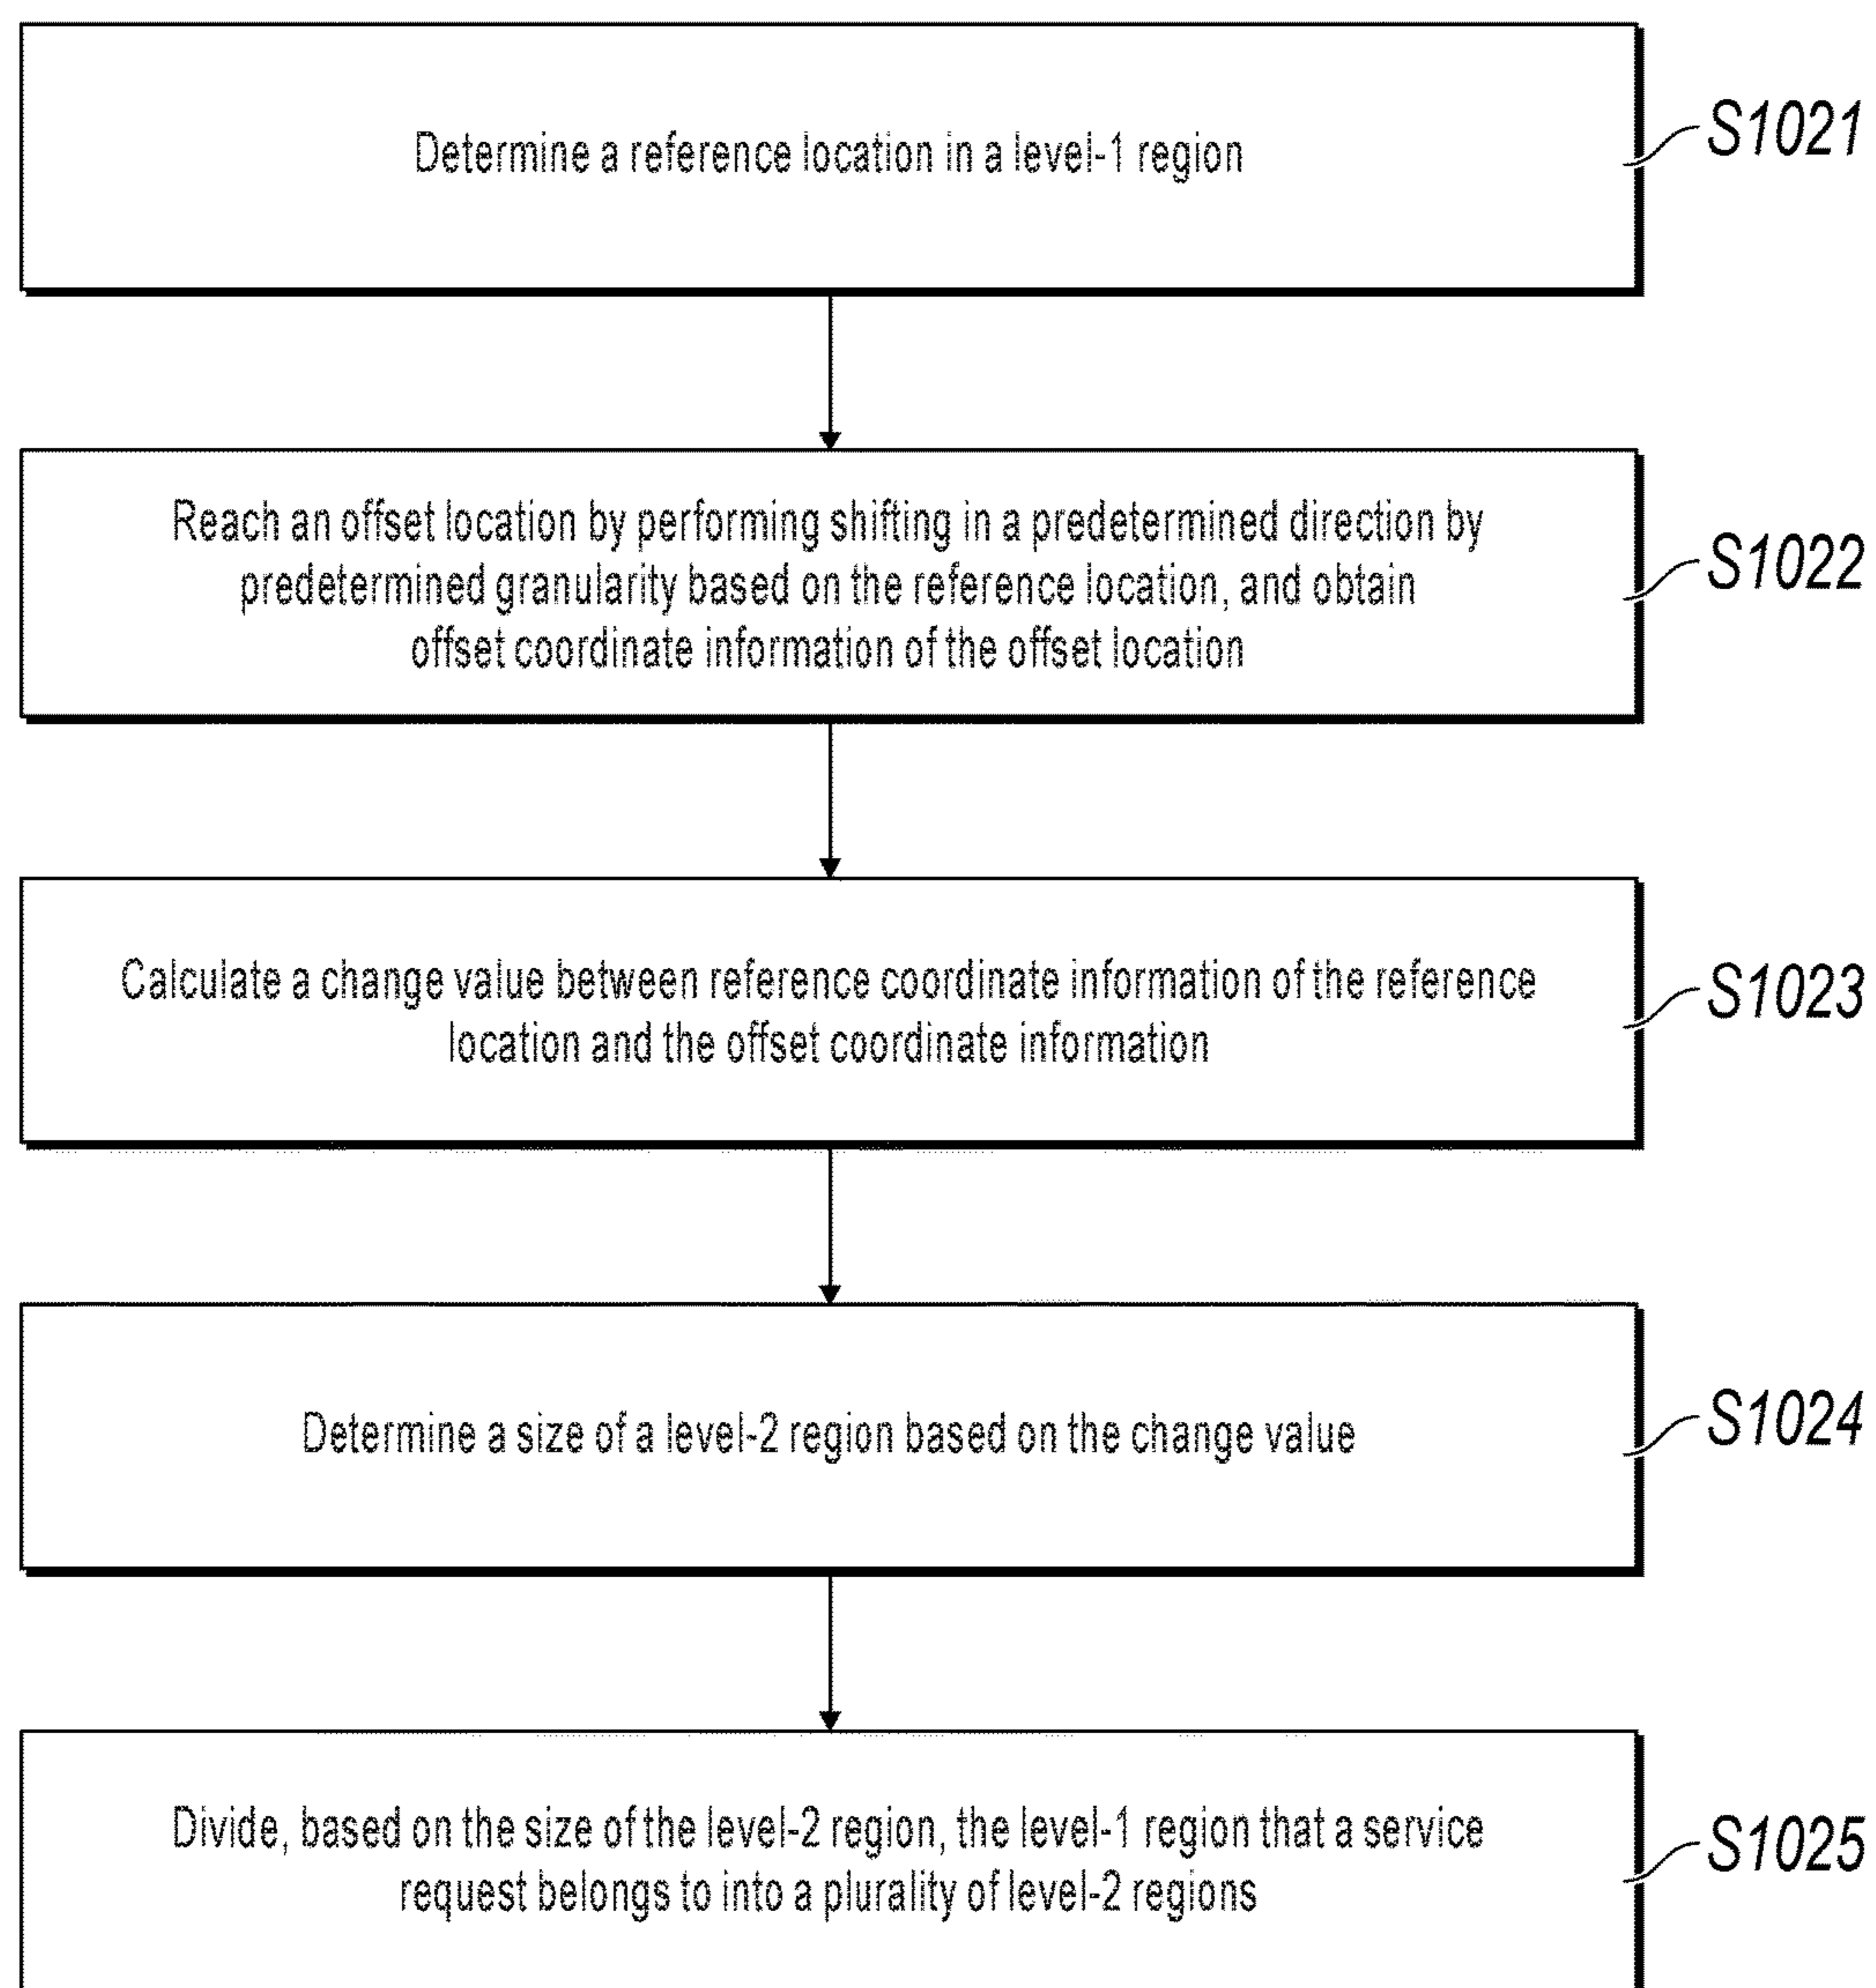 Determine a reference location in a level-1 region
S1021
Reach an offset location by performing shifting in a predetermined direction by
predetermined granularity based on the reference location, and obtain
offset coordinate information of the offset location
S1022
Calculate a change value between reference coordinate information of the reference
location and the offset coordinate information
S1023
Determine a size of a level-2 region based on the change value
S1024
Divide, based on the size of the level-2 region, the level-1 region that a service
request belongs to into a plurality of level-2 regions
S1025